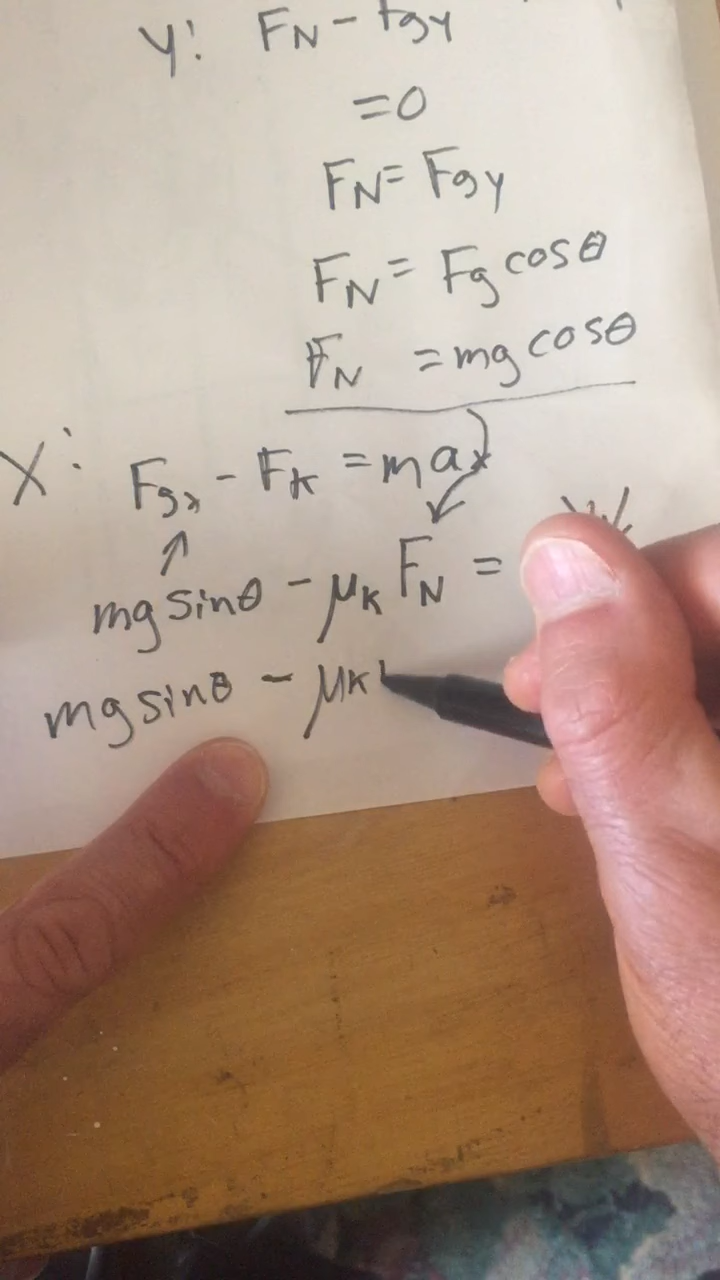 Y: FN - Fgy
= 0
FN = Fgy
FN = Fg cosθ
FN = mg cosθ
X: Fgx - Fk = max
mg sinθ - μk FN =
mg sinθ - μk